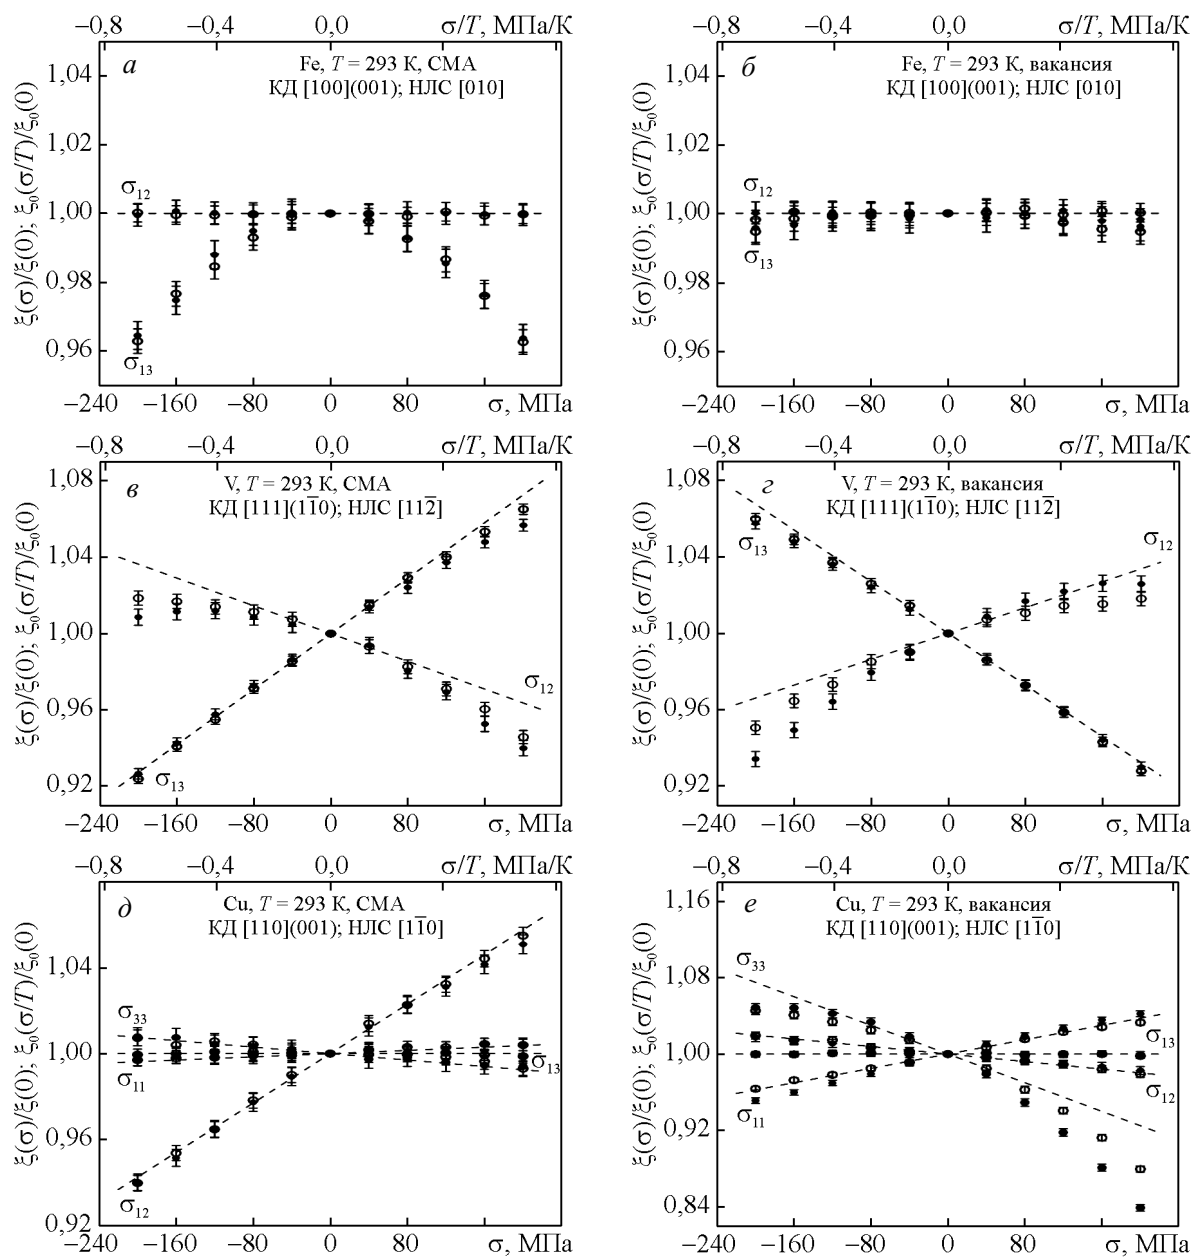 −0,8 −0,4 0,0 σ/T, МПа/К
а Fe, T = 293 К, СМА
КД [100](001); НЛС [010]
ξ(σ)/ξ(0); ξ₀(σ/T)/ξ₀(0)
1,04
1,02
1,00
0,98
0,96
σ₁₂
σ₁₃
−240 −160 −80 0 80 σ, МПа
−0,8 −0,4 0,0 σ/T, МПа/К
б Fe, T = 293 К, вакансия
КД [100](001); НЛС [010]
ξ(σ)/ξ(0); ξ₀(σ/T)/ξ₀(0)
1,04
1,02
1,00
0,98
0,96
σ₁₂
σ₁₃
−240 −160 −80 0 80 σ, МПа
−0,8 −0,4 0,0 σ/T, МПа/К
в V, T = 293 К, СМА
КД [111](11̄0); НЛС [112̄]
ξ(σ)/ξ(0); ξ₀(σ/T)/ξ₀(0)
1,08
1,04
1,00
0,96
0,92
σ₁₂
σ₁₃
−240 −160 −80 0 80 σ, МПа
−0,8 −0,4 0,0 σ/T, МПа/К
г V, T = 293 К, вакансия
КД [111](11̄0); НЛС [112̄]
ξ(σ)/ξ(0); ξ₀(σ/T)/ξ₀(0)
1,08
1,04
1,00
0,96
0,92
σ₁₃
σ₁₂
−240 −160 −80 0 80 σ, МПа
−0,8 −0,4 0,0 σ/T, МПа/К
д Cu, T = 293 К, СМА
КД [110](001); НЛС [11̄0]
ξ(σ)/ξ(0); ξ₀(σ/T)/ξ₀(0)
1,04
1,00
0,96
0,92
σ₃₃
σ₁₁
σ₁₃
σ₁₂
−240 −160 −80 0 80 σ, МПа
−0,8 −0,4 0,0 σ/T, МПа/К
е Cu, T = 293 К, вакансия
КД [110](001); НЛС [11̄0]
ξ(σ)/ξ(0); ξ₀(σ/T)/ξ₀(0)
1,16
1,08
1,00
0,92
0,84
σ₃₃
σ₁₃
σ₁₂
σ₁₁
−240 −160 −80 0 80 σ, МПа